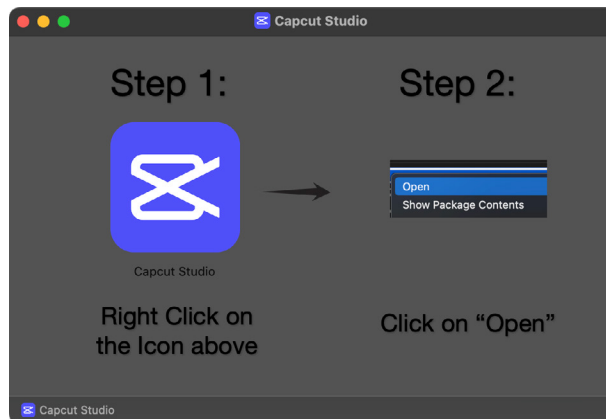 Capcut Studio
Step 1:
Step 2:
Open
Show Package Contents
Capcut Studio
Right Click on
the Icon above
Click on “Open”
Capcut Studio